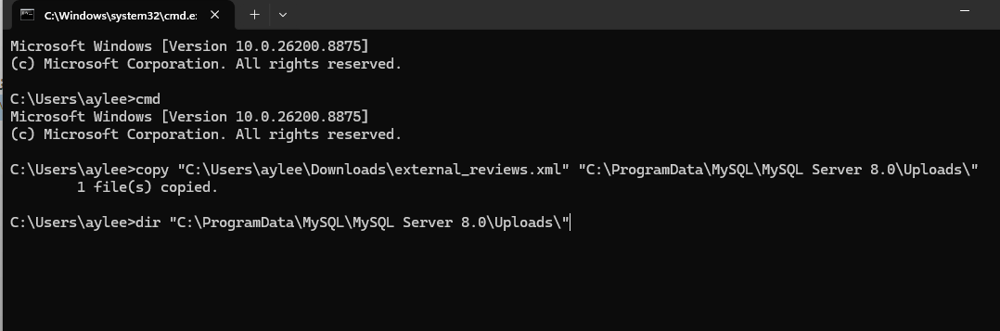 C:\Windows\system32\cmd.e:
Microsoft Windows [Version 10.0.26200.8875]
(c) Microsoft Corporation. All rights reserved.
C:\Users\aylee>cmd
Microsoft Windows [Version 10.0.26200.8875]
(c) Microsoft Corporation. All rights reserved.
C:\Users\aylee>copy "C:\Users\aylee\Downloads\external_reviews.xml" "C:\ProgramData\MySQL\MySQL Server 8.0\Uploads\"
1 file(s) copied.
C:\Users\aylee>dir "C:\ProgramData\MySQL\MySQL Server 8.0\Uploads\"